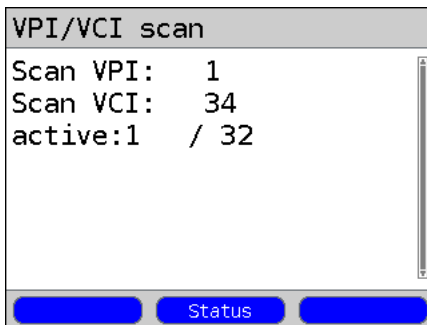 VPI/VCI scan
Scan VPI: 1
Scan VCI: 34
active:1 / 32
Status